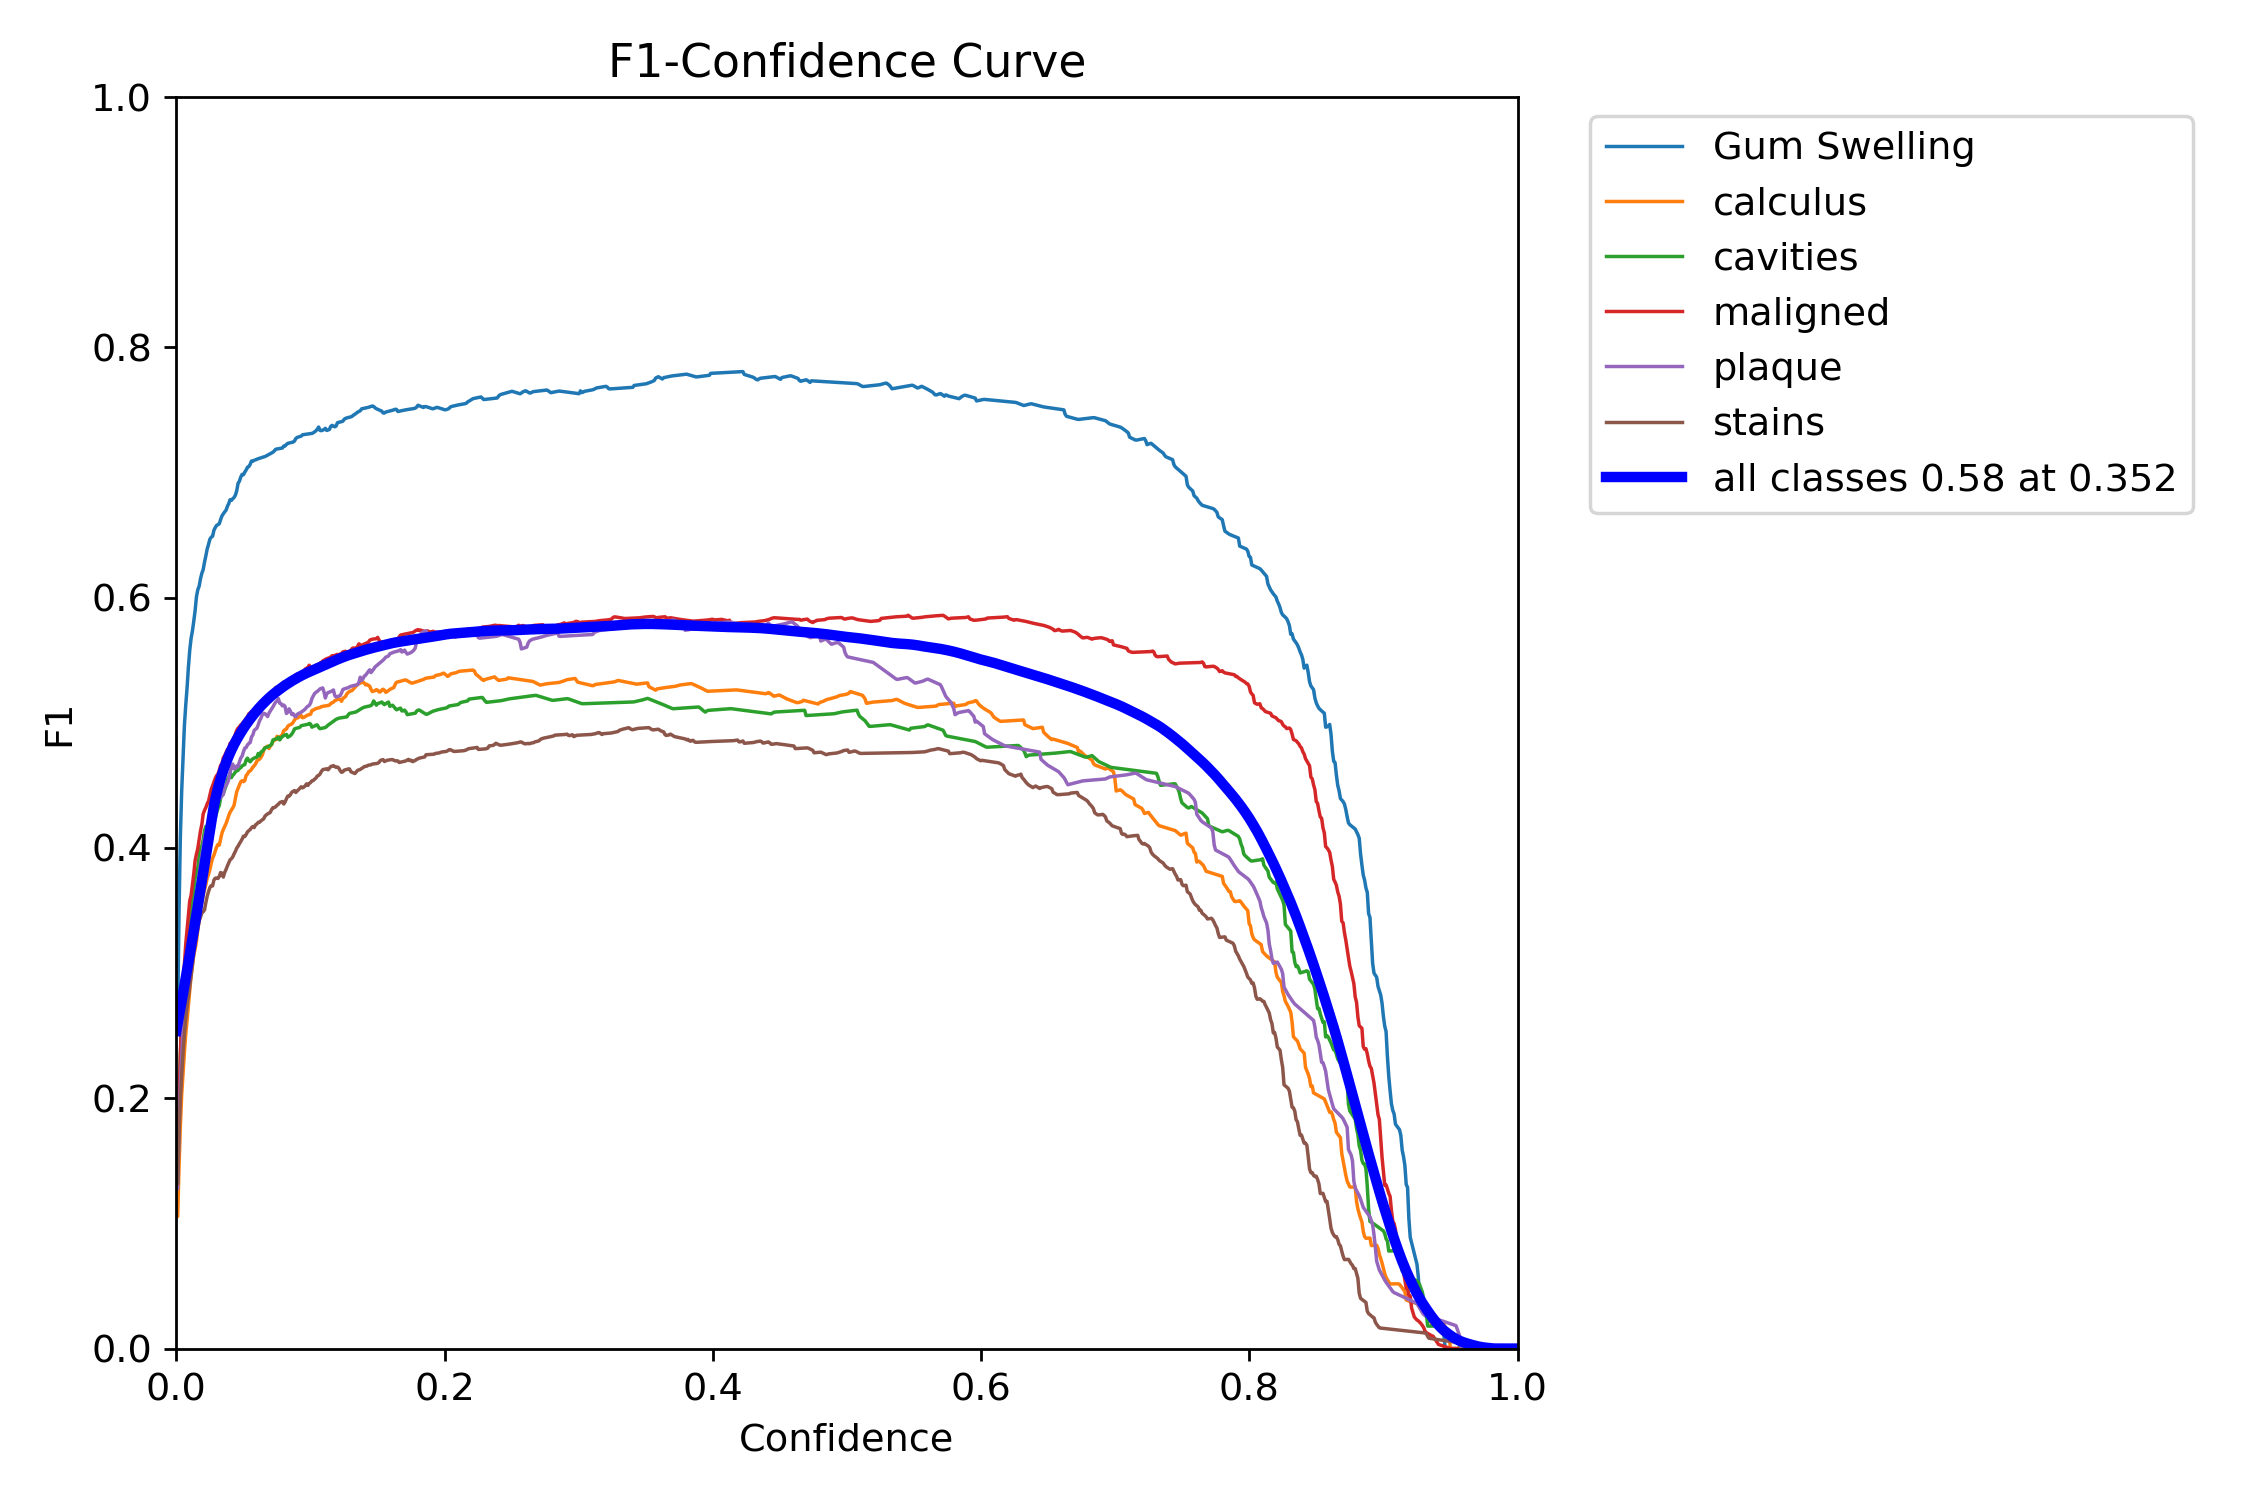 F1-Confidence Curve
1.0
0.8
0.6
0.4
0.2
0.0
F1
0.0 0.2 0.4 0.6 0.8 1.0
Confidence
Gum Swelling
calculus
cavities
maligned
plaque
stains
all classes 0.58 at 0.352